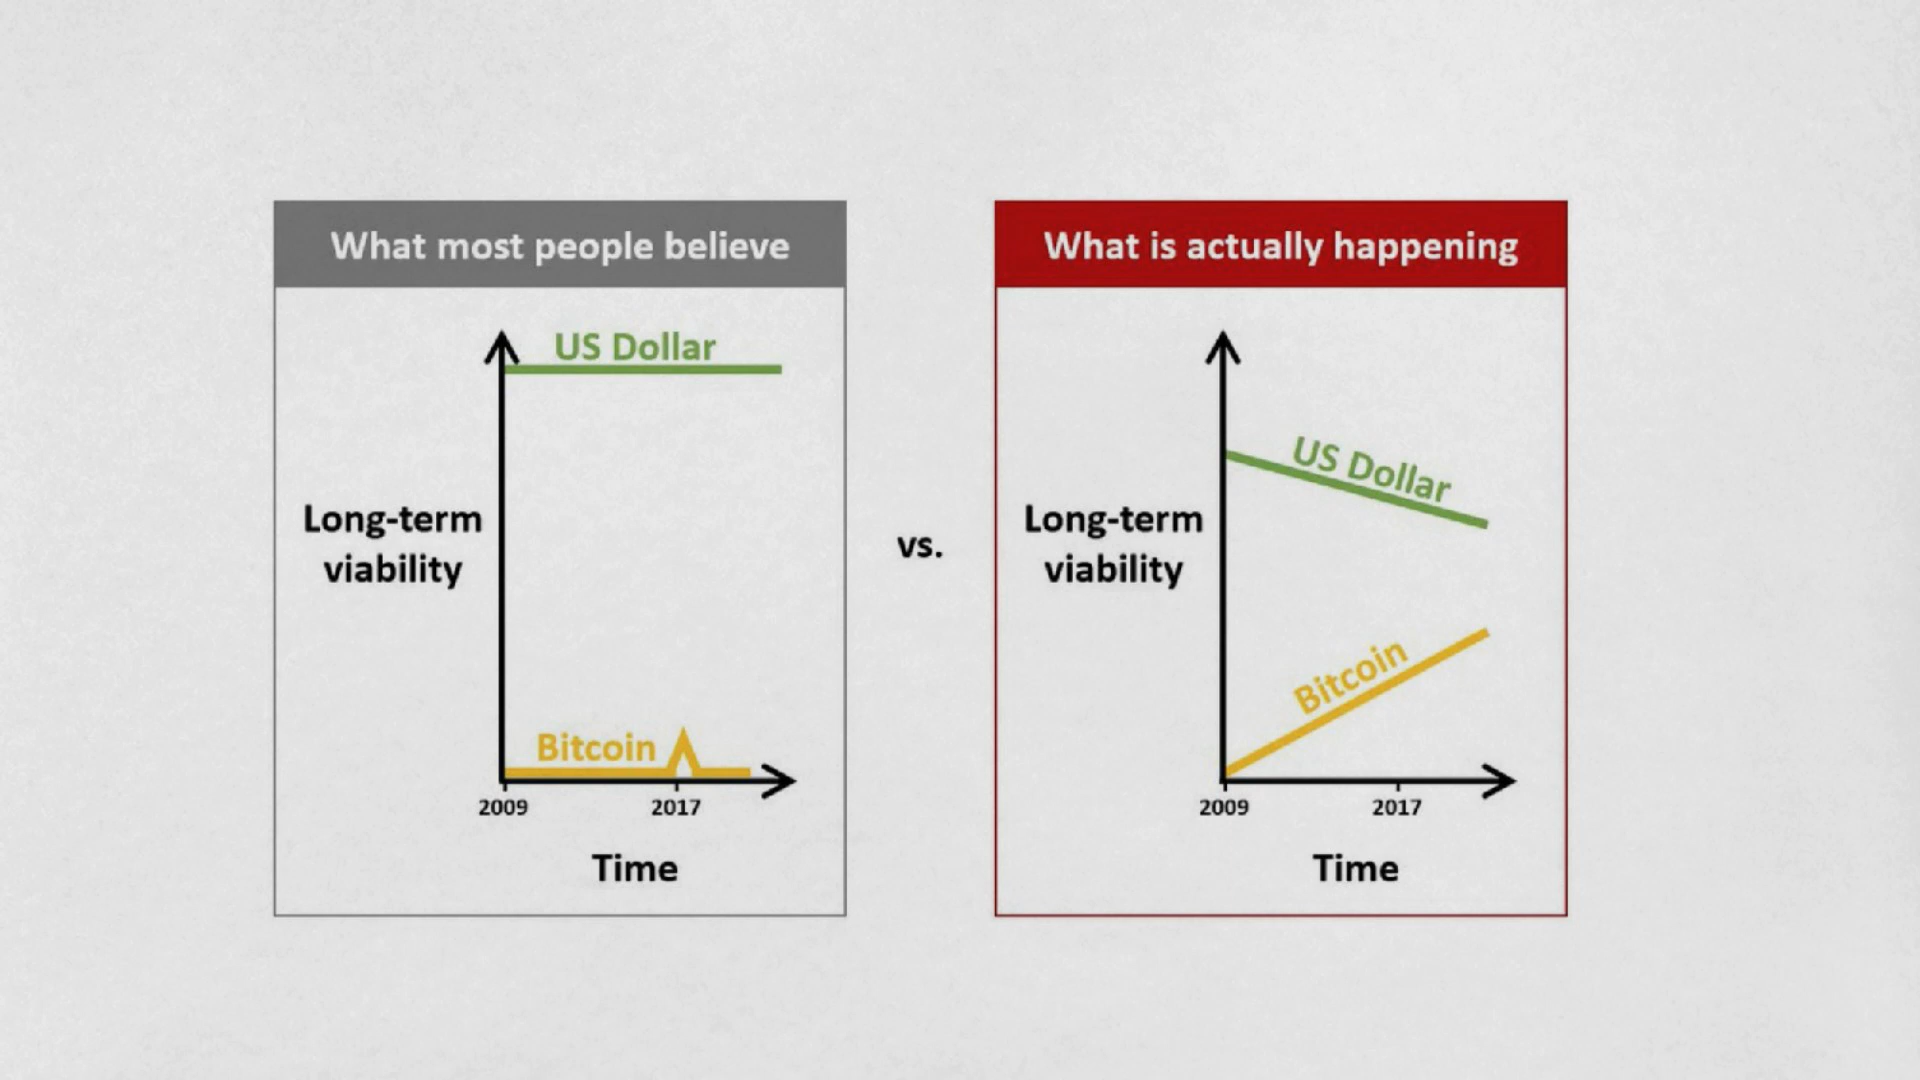 What most people believe
US Dollar
Long-term
viability
Bitcoin
2009
2017
Time
vs.
What is actually happening
US Dollar
Long-term
viability
Bitcoin
2009
2017
Time